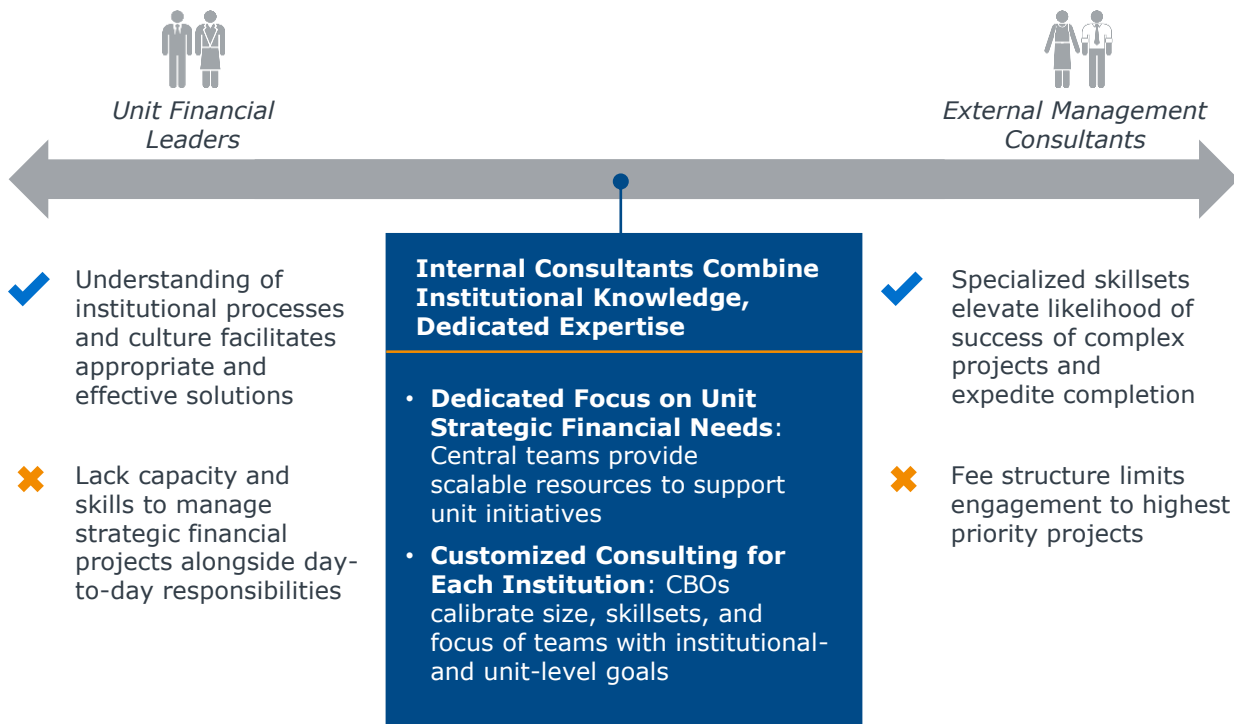 Unit Financial
Leaders
External Management
Consultants
Understanding of
institutional processes
and culture facilitates
appropriate and
effective solutions
Lack capacity and
skills to manage
strategic financial
projects alongside day-
to-day responsibilities
Internal Consultants Combine
Institutional Knowledge,
Dedicated Expertise
• Dedicated Focus on Unit
Strategic Financial Needs:
Central teams provide
scalable resources to support
unit initiatives
• Customized Consulting for
Each Institution: CBOs
calibrate size, skillsets, and
focus of teams with institutional-
and unit-level goals
Specialized skillsets
elevate likelihood of
success of complex
projects and
expedite completion
Fee structure limits
engagement to highest
priority projects